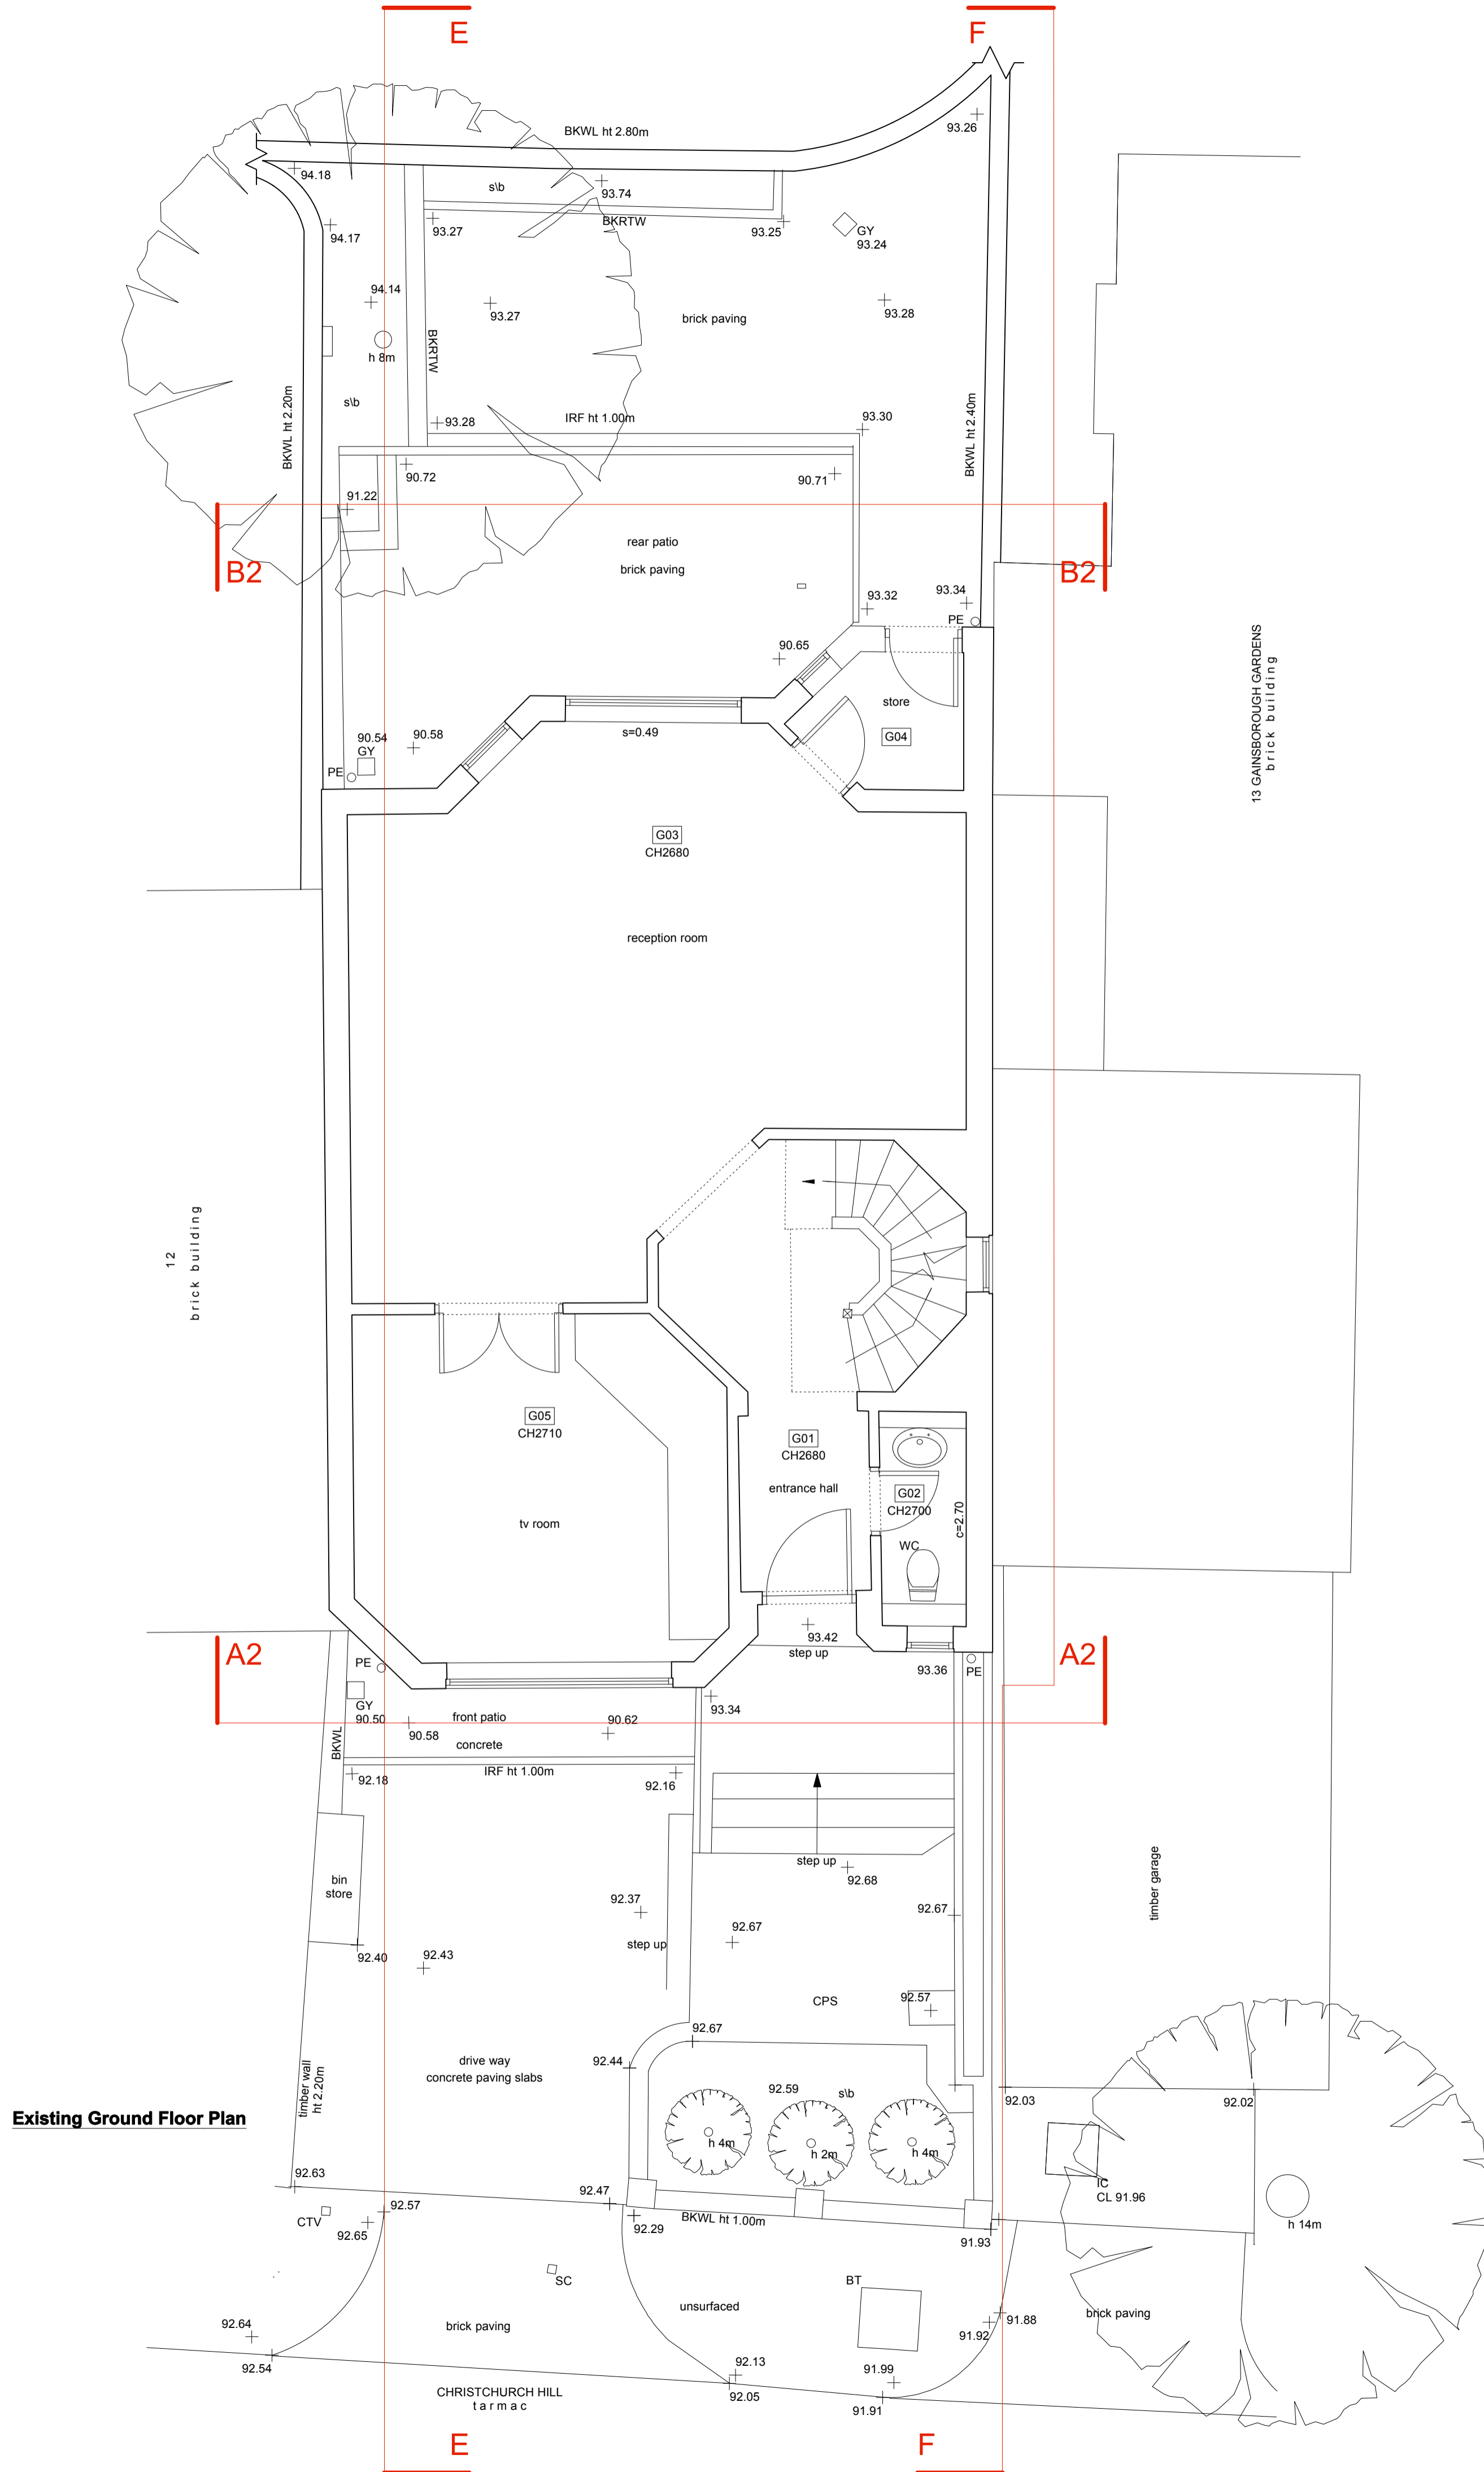 E
F
BKWL ht 2.80m
93.26
94.18
s\b
93.74
BKRTW
94.17
93.27
93.25
GY
93.24
94.14
93.27
93.28
brick paving
h 8m
BKRTW
BKWL ht 2.20m
s\b
93.28
IRF ht 1.00m
93.30
BKWL ht 2.40m
90.72
90.71
91.22
rear patio
brick paving
B2
B2
93.32
93.34
PE
90.65
store
G04
13 GAINSBOROUGH GARDENS
brick building
s=0.49
90.54
GY
90.58
PE
G03
CH2680
reception room
12
brick building
G05
CH2710
G01
CH2680
entrance hall
G02
CH2700
c=2.70
tv room
WC
A2
A2
93.42
step up
PE
93.36
PE
GY
90.50
93.34
front patio
90.62
90.58
concrete
BKWL
IRF ht 1.00m
92.18
92.16
step up
92.68
bin
store
timber garage
92.37
92.67
92.67
step up
92.40
92.43
CPS
92.57
92.67
drive way
concrete paving slabs
92.44
timber wall
ht 2.20m
92.59
s\b
92.03
92.02
Existing Ground Floor Plan
h 4m
h 2m
h 4m
92.63
IC
CL 91.96
92.47
92.57
CTV
92.65
92.29
BKWL ht 1.00m
91.93
h 14m
SC
BT
unsurfaced
brick paving
92.64
brick paving
91.92
91.88
92.54
92.13
91.99
92.05
91.91
CHRISTCHURCH HILL
tarmac
E
F